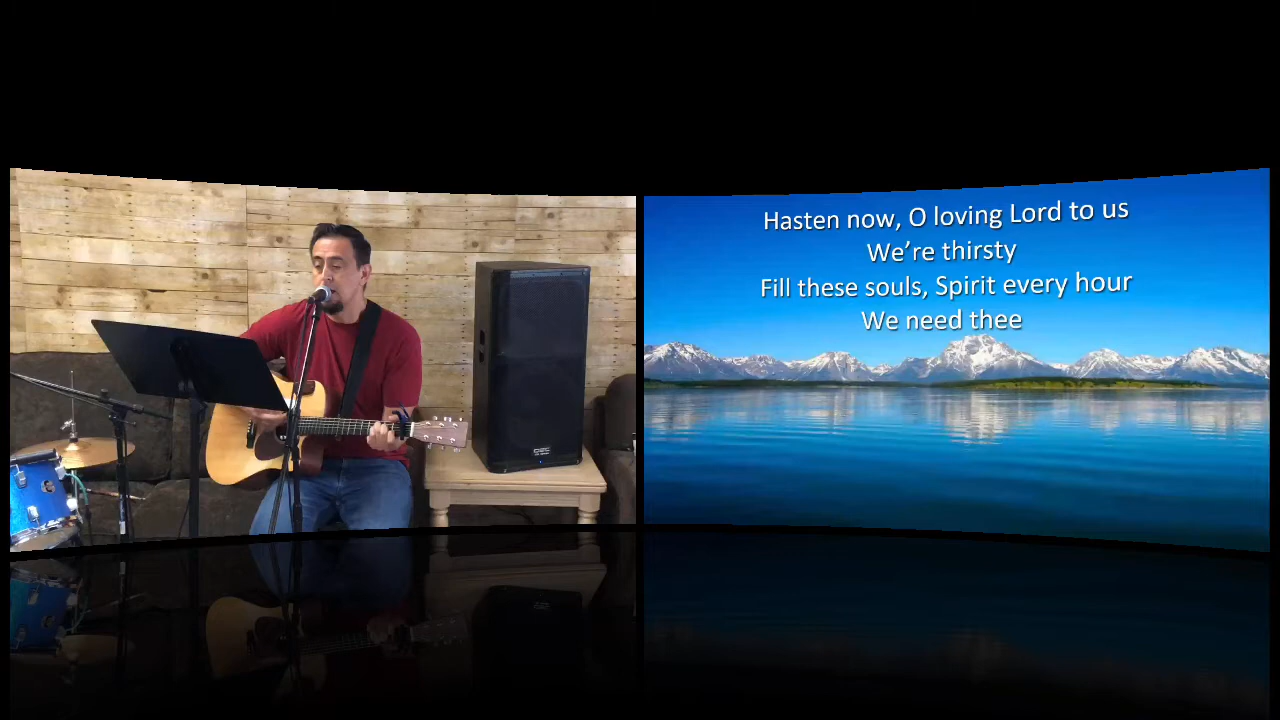 Hasten now, O loving Lord to us
We’re thirsty
Fill these souls, Spirit every hour
We need thee